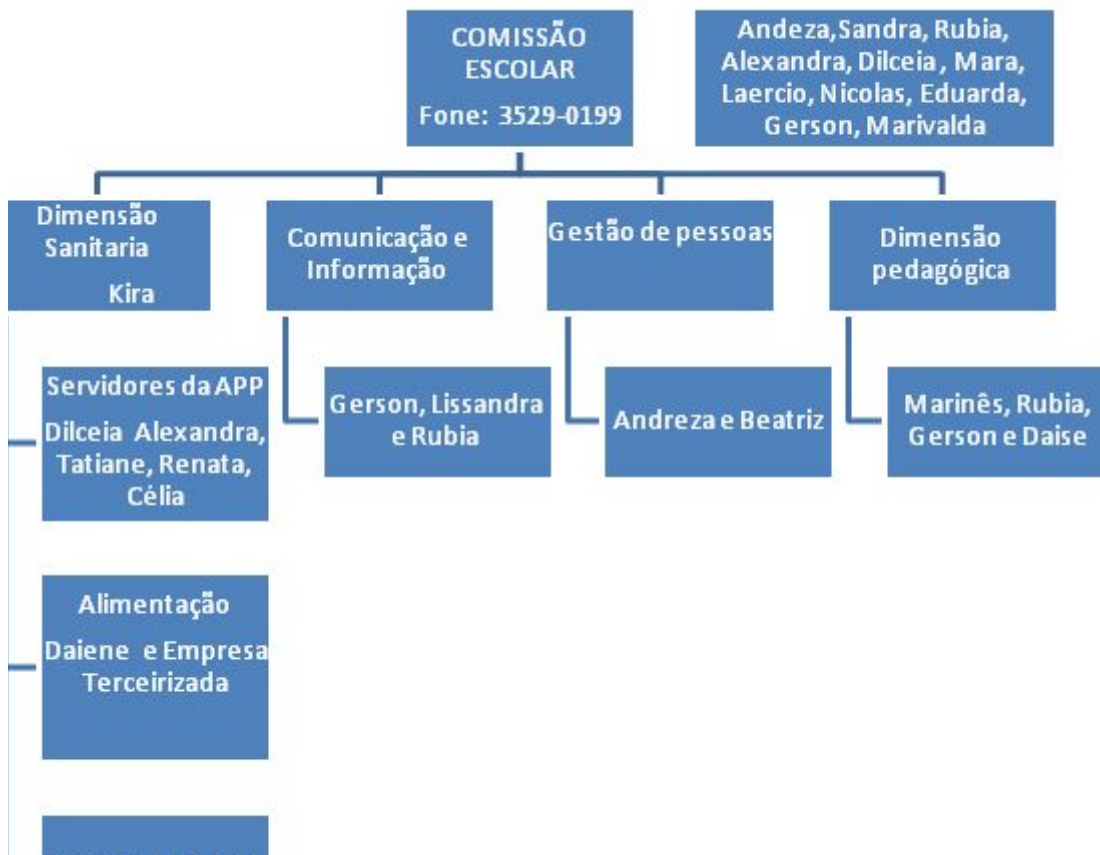 COMISSÃO
ESCOLAR
Fone: 3529-0199
Andeza,Sandra, Rubia,
Alexandra, Dilceia , Mara,
Laercio, Nicolas, Eduarda,
Gerson, Marivalda
Dimensão
Sanitaria
Kira
Comunicação e
Informação
Gestão de pessoas
Dimensão
pedagógica
Servidores da APP
Dilceia Alexandra,
Tatiane, Renata,
Célia
Gerson, Lissandra
e Rubia
Andreza e Beatriz
Marinês, Rubia,
Gerson e Daise
Alimentação
Daiene e Empresa
Terceirizada